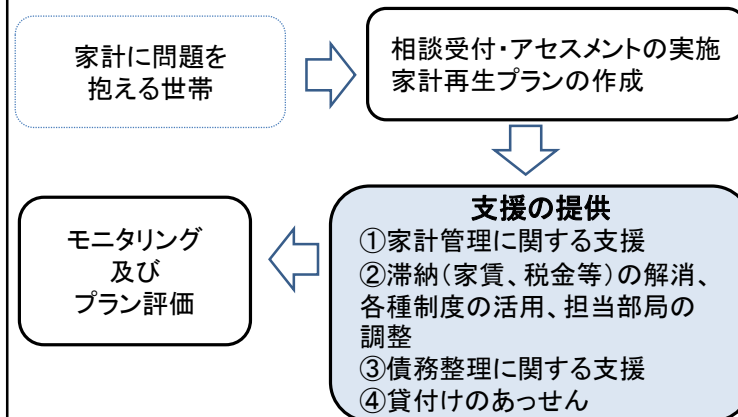 家計に問題を
抱える世帯
相談受付・アセスメントの実施
家計再生プランの作成
支援の提供
①家計管理に関する支援
②滞納（家賃、税金等）の解消、
各種制度の活用、担当部局の
調整
③債務整理に関する支援
④貸付けのあっせん
モニタリング
及び
プラン評価